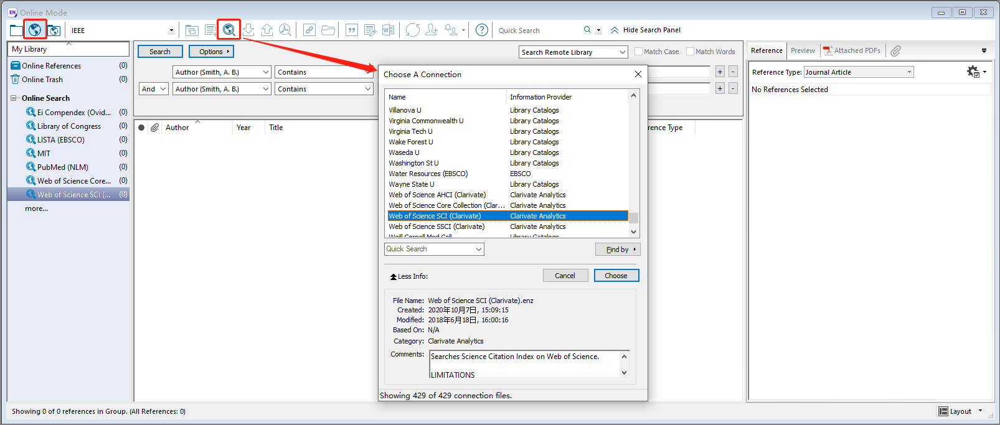 EN Online Mode
IEEE
Quick Search
Hide Search Panel
My Library
Online References (0)
Online Trash (0)
Online Search
Ei Compendex (Ovid... (0)
Library of Congress (0)
LISTA (EBSCO) (0)
MIT (0)
PubMed (NLM) (0)
Web of Science Core... (0)
Web of Science SCI (... (0)
more...
Search Options
Search Remote Library Match Case Match Words
Author (Smith, A. B.) Contains + -
And Author (Smith, A. B.) Contains + -
Author Year Title rence Type
Choose A Connection
Name Information Provider
Villanova U Library Catalogs
Virginia Commonwealth U Library Catalogs
Virginia Tech U Library Catalogs
Wake Forest U Library Catalogs
Waseda U Library Catalogs
Washington St U Library Catalogs
Water Resources (EBSCO) EBSCO
Wayne State U Library Catalogs
Web of Science AHCI (Clarivate) Clarivate Analytics
Web of Science Core Collection (Clar... Clarivate Analytics
Web of Science SCI (Clarivate) Clarivate Analytics
Web of Science SSCI (Clarivate) Clarivate Analytics
Weill Cornell Med Coll Library Catalogs
Quick Search Find by
Less Info: Cancel Choose
File Name: Web of Science SCI (Clarivate).enz
Created: 2020年10月7日, 15:09:15
Modified: 2018年6月18日, 16:00:16
Based On: N/A
Category: Clarivate Analytics
Comments: Searches Science Citation Index on Web of Science.
LIMITATIONS
Showing 429 of 429 connection files.
Reference Preview Attached PDFs
Reference Type: Journal Article
No References Selected
Showing 0 of 0 references in Group. (All References: 0)
Layout